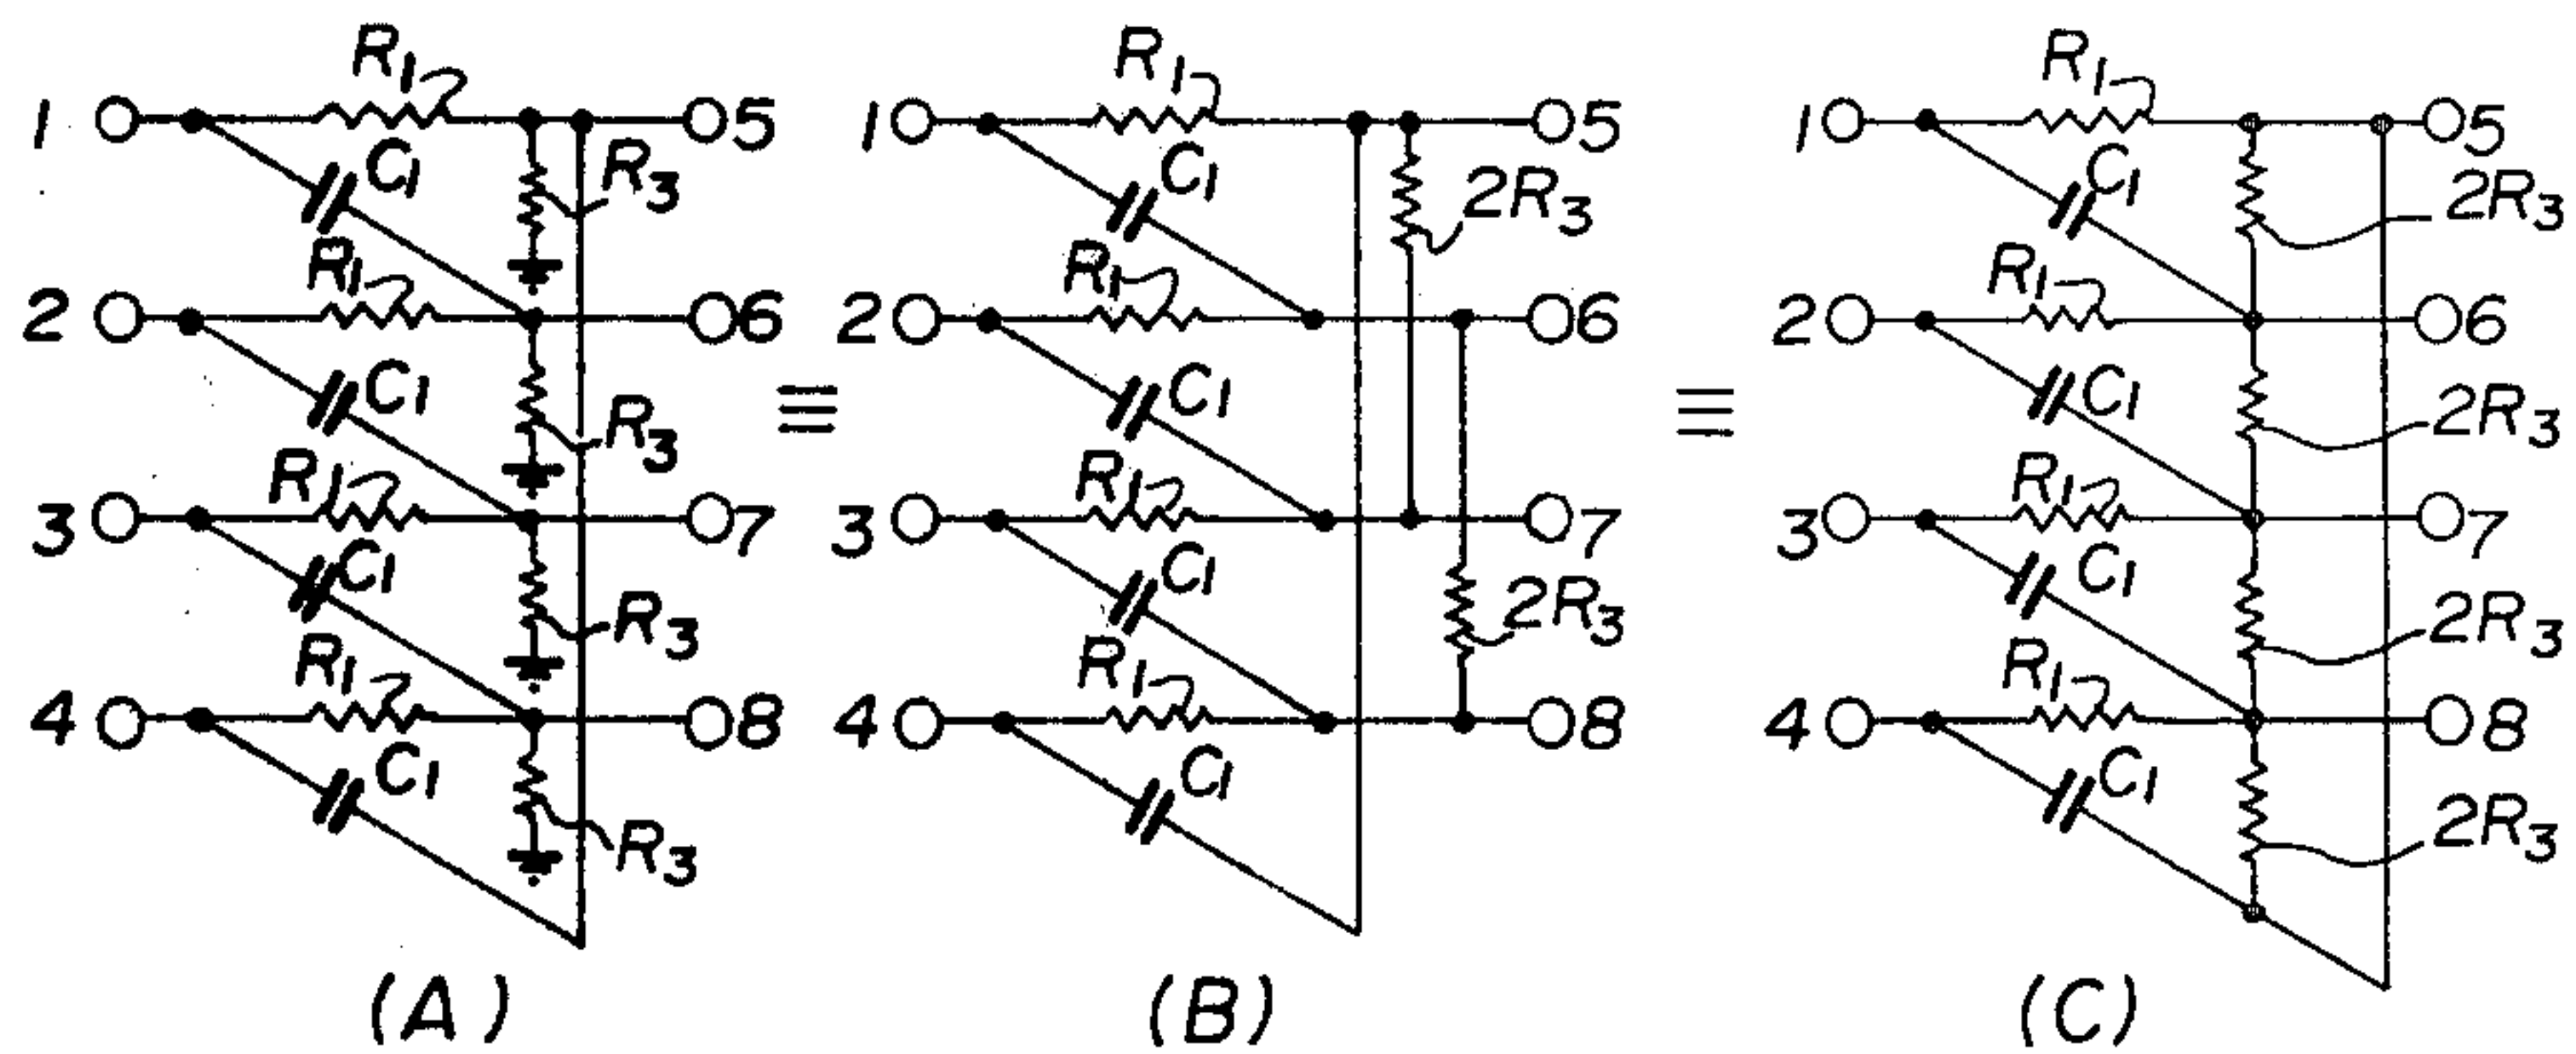 R1 R1 R1
1 5 1 5 1 5
C1 R3 C1 2R3 C1 2R3
R1 R1 R1
2 6 2 6 2 6
≡ ≡
C1 R3 C1 C1 2R3
R1 R1 R1
3 7 3 7 3 7
C1 R3 C1 2R3 C1 2R3
R1 R1 R1
4 8 4 8 4 8
C1 R3 C1 C1 2R3
(A) (B) (C)